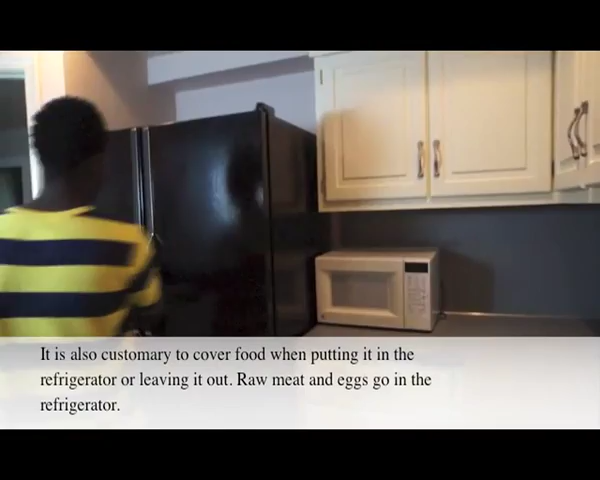 It is also customary to cover food when putting it in the
refrigerator or leaving it out. Raw meat and eggs go in the
refrigerator.